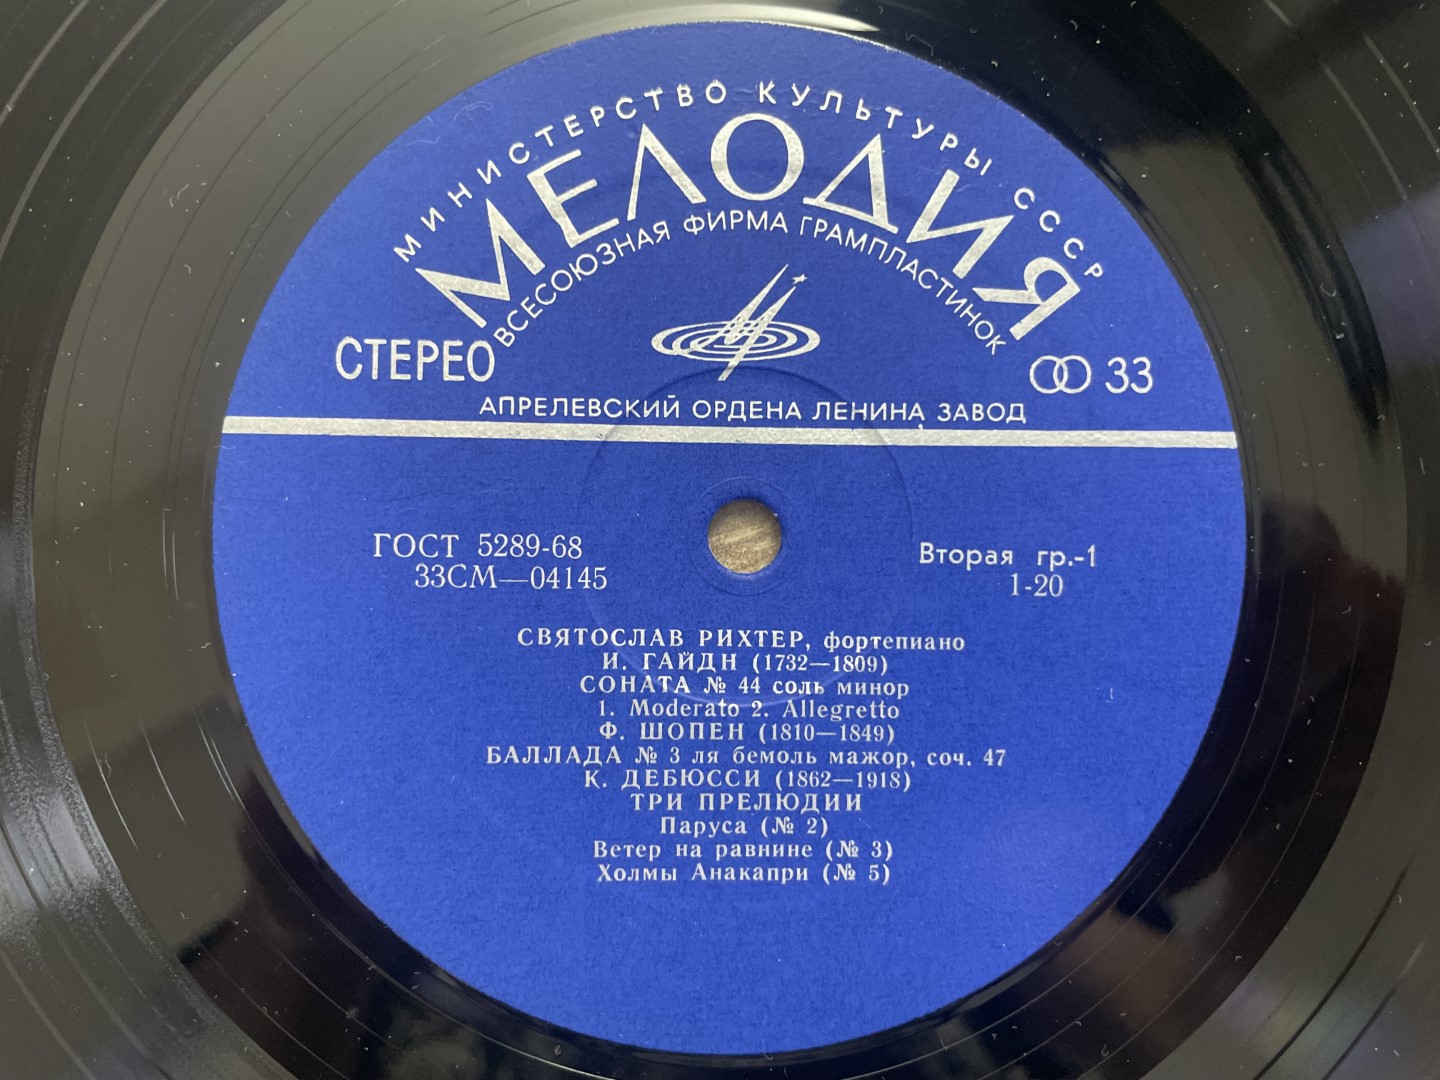 МИНИСТЕРСТВО КУЛЬТУРЫ СССР
МЕЛОДИЯ
ВСЕСОЮЗНАЯ ФИРМА ГРАМПЛАСТИНОК
СТЕРЕО
33
АПРЕЛЕВСКИЙ ОРДЕНА ЛЕНИНА ЗАВОД
ГОСТ 5289-68
33СМ—04145
Вторая гр.-1
1-20
СВЯТОСЛАВ РИХТЕР, фортепиано
И. ГАЙДН (1732—1809)
СОНАТА № 44 соль минор
1. Moderato 2. Allegretto
Ф. ШОПЕН (1810—1849)
БАЛЛАДА № 3 ля бемоль мажор, соч. 47
К. ДЕБЮССИ (1862—1918)
ТРИ ПРЕЛЮДИИ
Паруса (№ 2)
Ветер на равнине (№ 3)
Холмы Анакапри (№ 5)